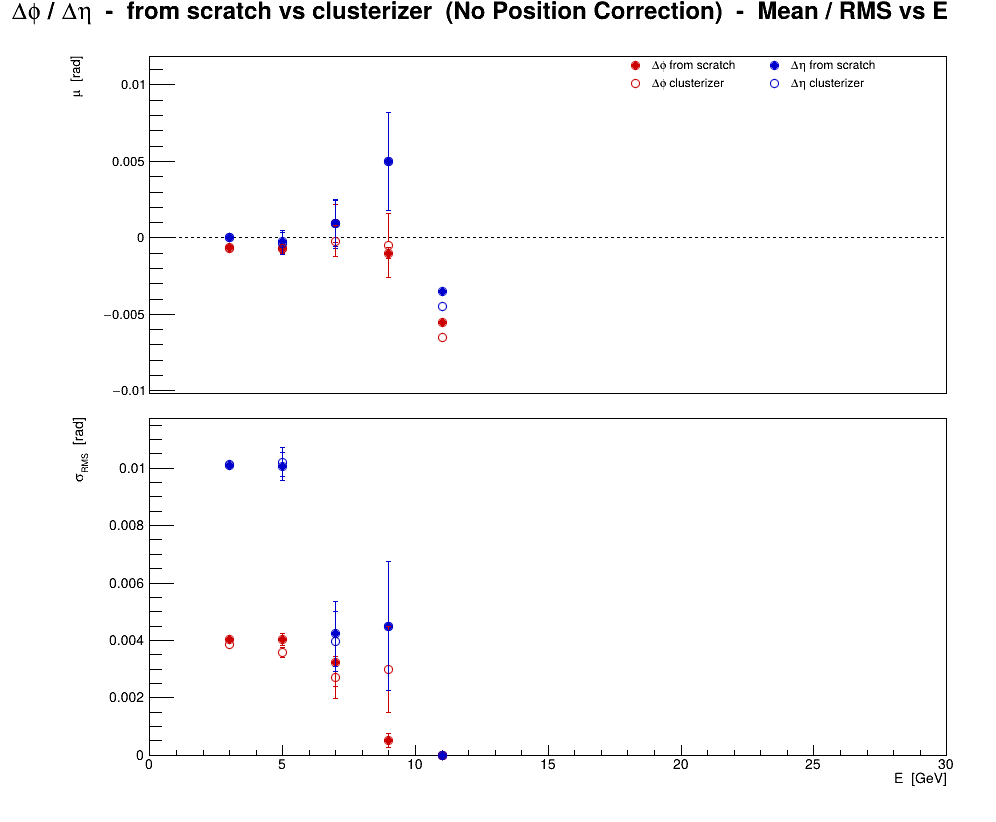 Δϕ / Δη - from scratch vs clusterizer (No Position Correction) - Mean / RMS vs E
μ [rad]
Δϕ from scratch
Δη from scratch
Δϕ clusterizer
Δη clusterizer
0.01
0.005
0
−0.005
−0.01
σRMS [rad]
0.01
0.008
0.006
0.004
0.002
0
0 5 10 15 20 25 30
E [GeV]